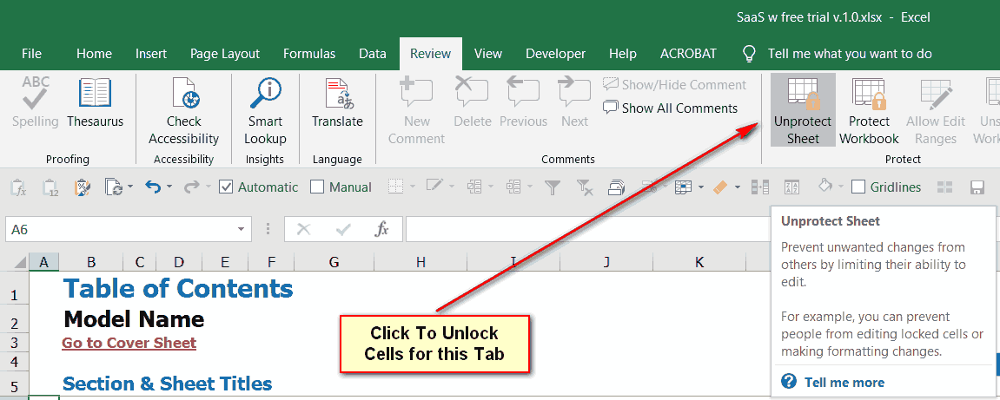 SaaS w free trial v.1.0.xlsx - Excel
File Home Insert Page Layout Formulas Data Review View Developer Help ACROBAT Tell me what you want to do
ABC
Spelling
Thesaurus
Check
Accessibility
Smart
Lookup
Translate
New
Comment
Delete
Previous
Next
Show/Hide Comment
Show All Comments
Unprotect
Sheet
Protect
Workbook
Allow Edit
Ranges
Proofing Accessibility Insights Language Comments Protect
Automatic Manual Gridlines
A6 fx
A B C D E F G H I J K
1 Table of Contents
2 Model Name
3 Go to Cover Sheet
4
5 Section & Sheet Titles
Click To Unlock
Cells for this Tab
Unprotect Sheet
Prevent unwanted changes from
others by limiting their ability to
edit.
For example, you can prevent
people from editing locked cells or
making formatting changes.
? Tell me more